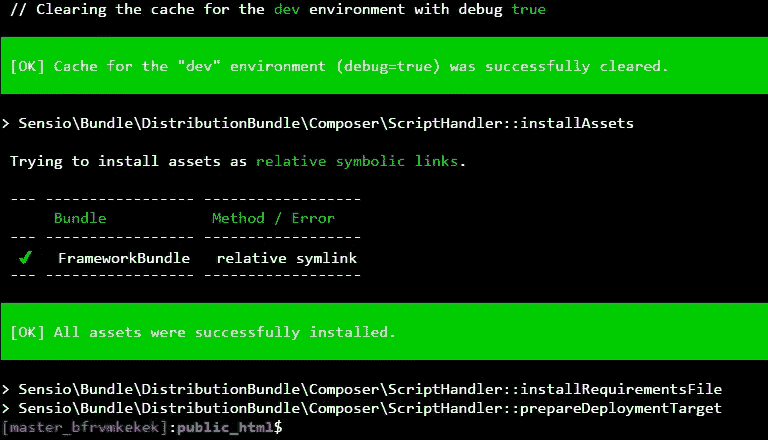 // Clearing the cache for the dev environment with debug true
[OK] Cache for the "dev" environment (debug=true) was successfully cleared.
> Sensio\Bundle\DistributionBundle\Composer\ScriptHandler::installAssets
Trying to install assets as relative symbolic links.
--- ----------------- ------------------
Bundle Method / Error
--- ----------------- ------------------
✔ FrameworkBundle relative symlink
--- ----------------- ------------------
[OK] All assets were successfully installed.
> Sensio\Bundle\DistributionBundle\Composer\ScriptHandler::installRequirementsFile
> Sensio\Bundle\DistributionBundle\Composer\ScriptHandler::prepareDeploymentTarget
[master_bfrvmkekek]:public_html$